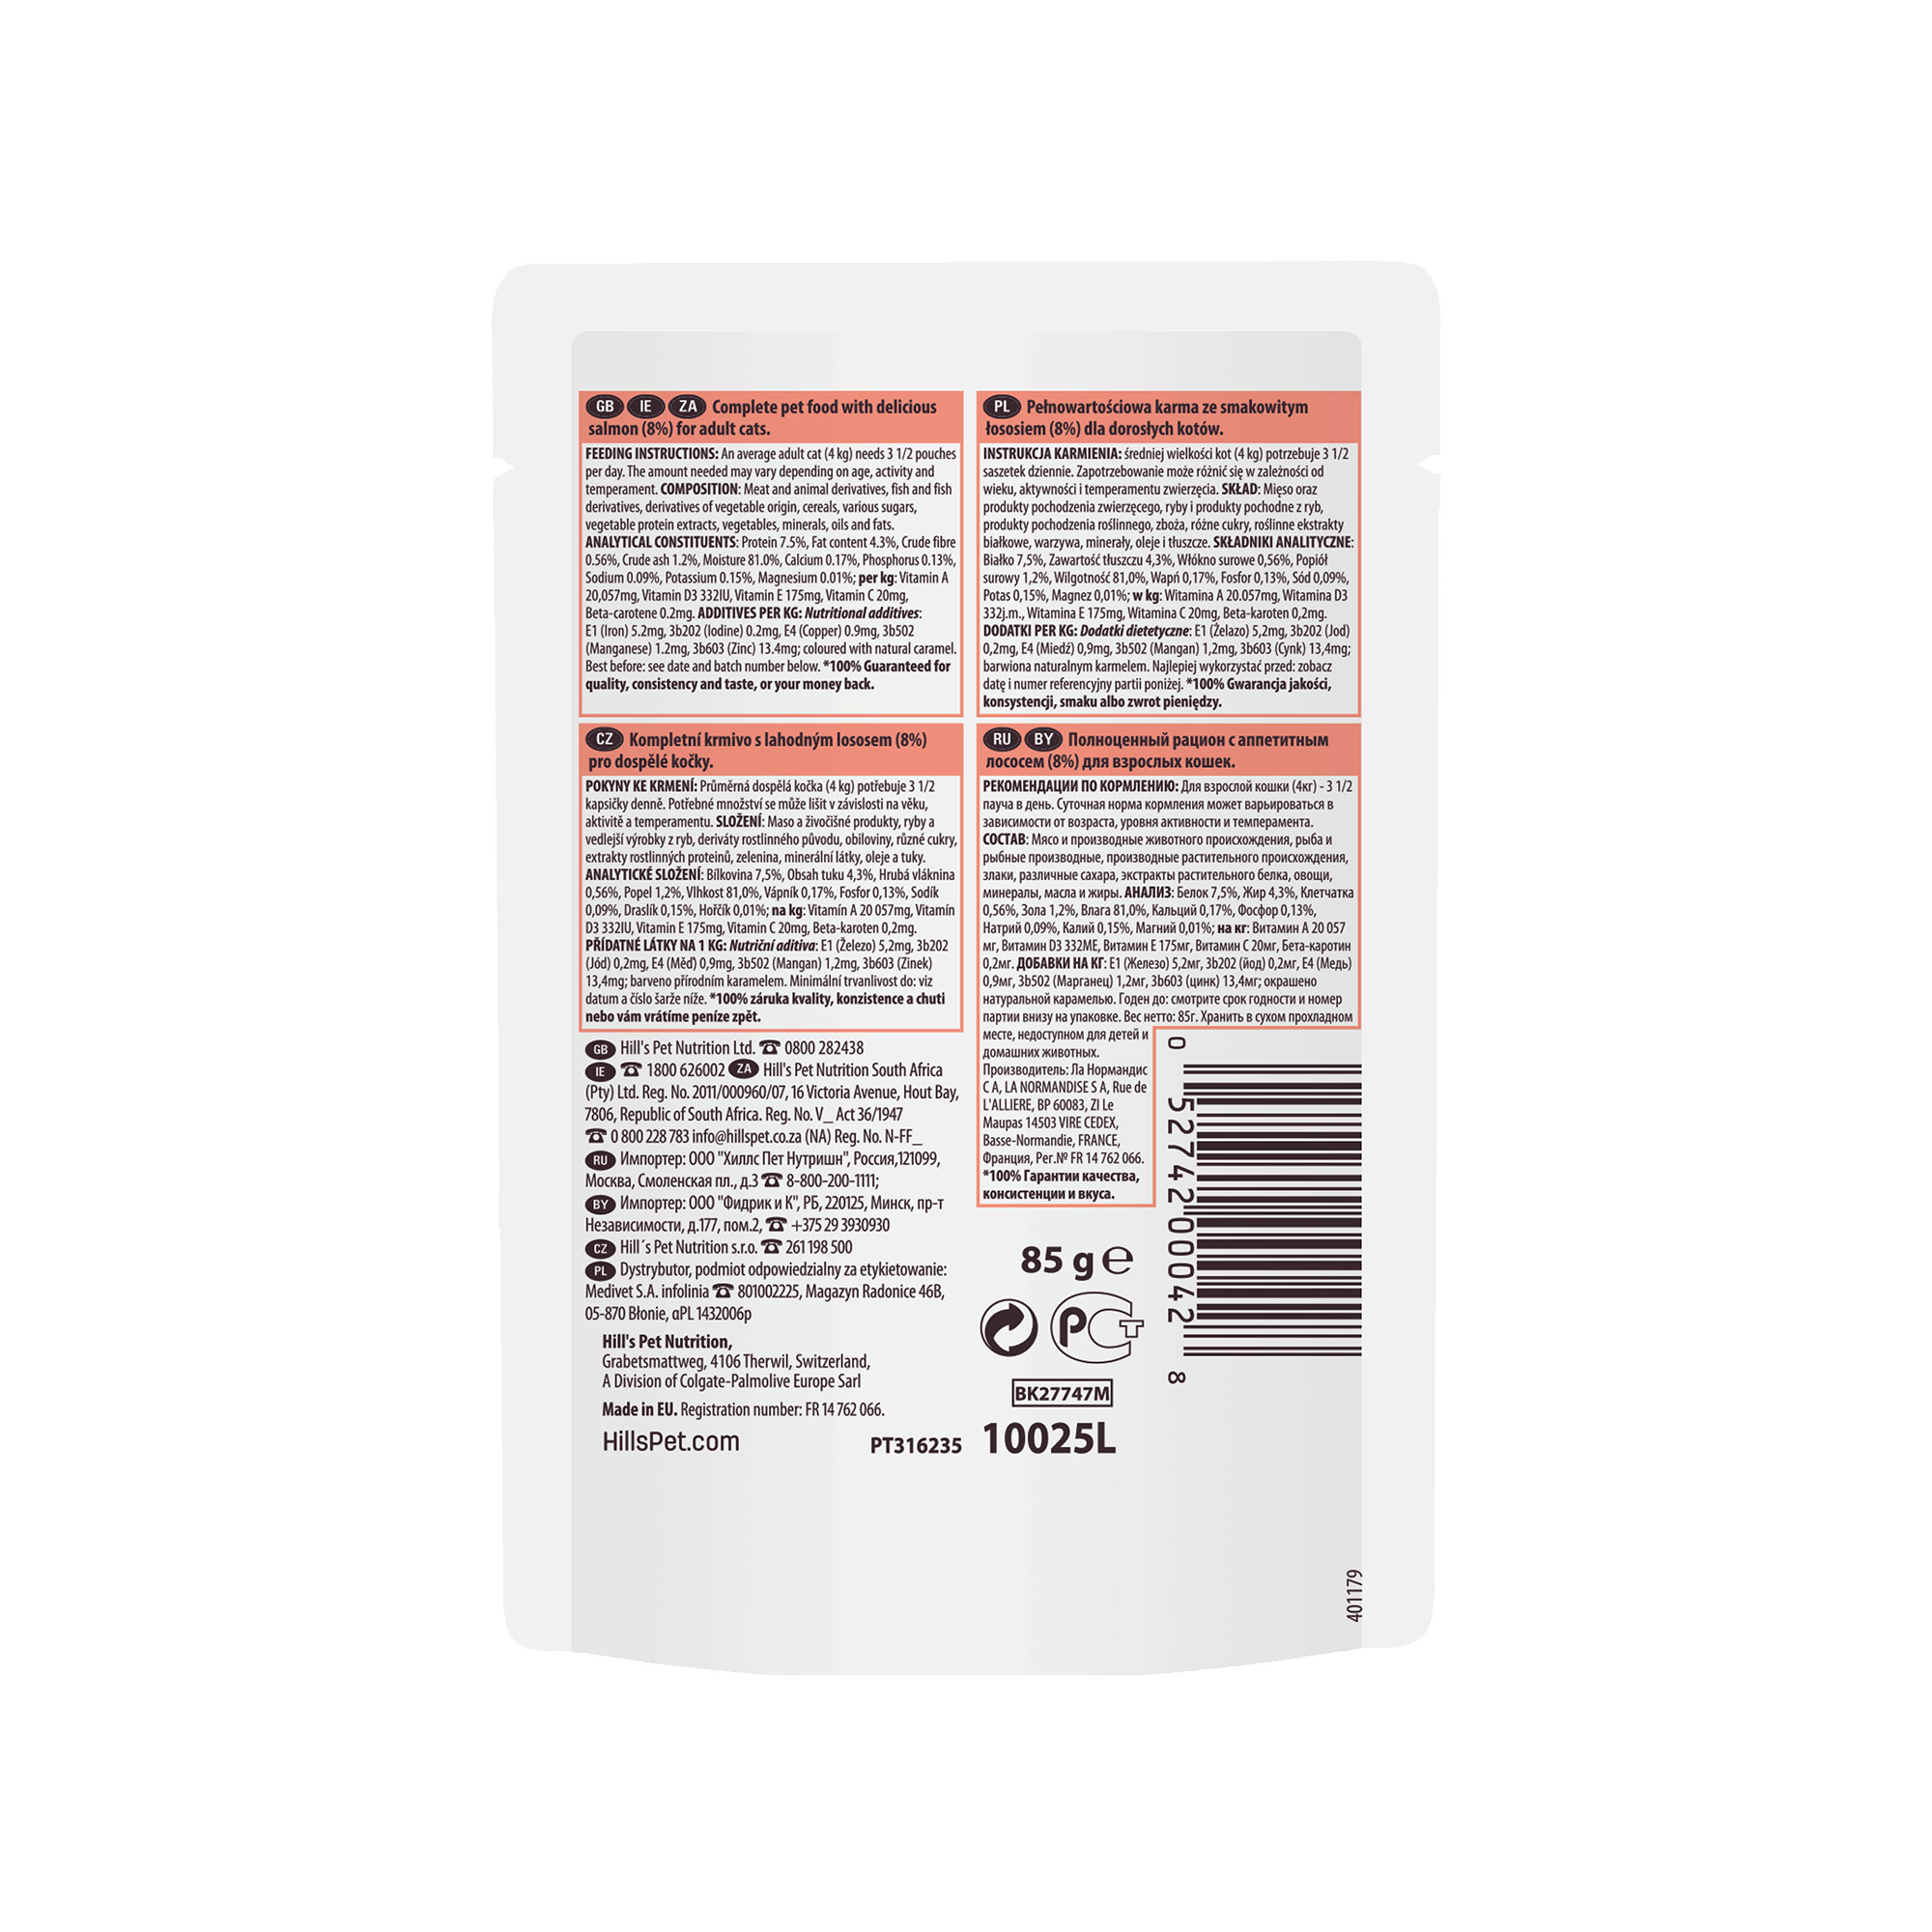 GB IE ZA Complete pet food with delicious
salmon (8%) for adult cats.
FEEDING INSTRUCTIONS: An average adult cat (4 kg) needs 3 1/2 pouches
per day. The amount needed may vary depending on age, activity and
temperament. COMPOSITION: Meat and animal derivatives, fish and fish
derivatives, derivatives of vegetable origin, cereals, various sugars,
vegetable protein extracts, vegetables, minerals, oils and fats.
ANALYTICAL CONSTITUENTS: Protein 7.5%, Fat content 4.3%, Crude fibre
0.56%, Crude ash 1.2%, Moisture 81.0%, Calcium 0.17%, Phosphorus 0.13%,
Sodium 0.09%, Potassium 0.15%, Magnesium 0.01%; per kg: Vitamin A
20,057mg, Vitamin D3 332IU, Vitamin E 175mg, Vitamin C 20mg,
Beta-carotene 0.2mg. ADDITIVES PER KG: Nutritional additives:
E1 (Iron) 5.2mg, 3b202 (Iodine) 0.2mg, E4 (Copper) 0.9mg, 3b502
(Manganese) 1.2mg, 3b603 (Zinc) 13.4mg; coloured with natural caramel.
Best before: see date and batch number below. *100% Guaranteed for
quality, consistency and taste, or your money back.
PL Pełnowartościowa karma ze smakowitym
łososiem (8%) dla dorosłych kotów.
INSTRUKCJA KARMIENIA: średniej wielkości kot (4 kg) potrzebuje 3 1/2
saszetek dziennie. Zapotrzebowanie może różnić się w zależności od
wieku, aktywności i temperamentu zwierzęcia. SKŁAD: Mięso oraz
produkty pochodzenia zwierzęcego, ryby i produkty pochodne z ryb,
produkty pochodzenia roślinnego, zboża, różne cukry, roślinne ekstrakty
białkowe, warzywa, minerały, oleje i tłuszcze. SKŁADNIKI ANALITYCZNE:
Białko 7,5%, Zawartość tłuszczu 4,3%, Włókno surowe 0,56%, Popiół
surowy 1,2%, Wilgotność 81,0%, Wapń 0,17%, Fosfor 0,13%, Sód 0,09%,
Potas 0,15%, Magnez 0,01%; w kg: Witamina A 20.057mg, Witamina D3
332j.m., Witamina E 175mg, Witamina C 20mg, Beta-karoten 0,2mg.
DODATKI PER KG: Dodatki dietetyczne: E1 (Żelazo) 5,2mg, 3b202 (Jod)
0,2mg, E4 (Miedź) 0,9mg, 3b502 (Mangan) 1,2mg, 3b603 (Cynk) 13,4mg;
barwiona naturalnym karmelem. Najlepiej wykorzystać przed: zobacz
datę i numer referencyjny partii poniżej. *100% Gwarancja jakości,
konsystencji, smaku albo zwrot pieniędzy.
CZ Kompletní krmivo s lahodným lososem (8%)
pro dospělé kočky.
POKYNY KE KRMENÍ: Průměrná dospělá kočka (4 kg) potřebuje 3 1/2
kapsičky denně. Potřebné množství se může lišit v závislosti na věku,
aktivitě a temperamentu. SLOŽENÍ: Maso a živočišné produkty, ryby a
vedlejší výrobky z ryb, deriváty rostlinného původu, obiloviny, různé cukry,
extrakty rostlinných proteinů, zelenina, minerální látky, oleje a tuky.
ANALYTICKÉ SLOŽENÍ: Bílkovina 7,5%, Obsah tuku 4,3%, Hrubá vláknina
0,56%, Popel 1,2%, Vlhkost 81,0%, Vápník 0,17%, Fosfor 0,13%, Sodík
0,09%, Draslík 0,15%, Hořčík 0,01%; na kg: Vitamín A 20 057mg, Vitamín
D3 332IU, Vitamin E 175mg, Vitamin C 20mg, Beta-karoten 0,2mg.
PŘÍDATNÉ LÁTKY NA 1 KG: Nutriční aditiva: E1 (Železo) 5,2mg, 3b202
(Jód) 0,2mg, E4 (Měď) 0,9mg, 3b502 (Mangan) 1,2mg, 3b603 (Zinek)
13,4mg; barveno přírodním karamelem. Minimální trvanlivost do: viz
datum a číslo šarže níže. *100% záruka kvality, konzistence a chuti
nebo vám vrátíme peníze zpět.
RU BY Полноценный рацион с аппетитным
лососем (8%) для взрослых кошек.
РЕКОМЕНДАЦИИ ПО КОРМЛЕНИЮ: Для взрослой кошки (4кг) - 3 1/2
пауча в день. Суточная норма кормления может варьироваться в
зависимости от возраста, уровня активности и темперамента.
СОСТАВ: Мясо и производные животного происхождения, рыба и
рыбные производные, производные растительного происхождения,
злаки, различные сахара, экстракты растительного белка, овощи,
минералы, масла и жиры. АНАЛИЗ: Белок 7,5%, Жир 4,3%, Клетчатка
0,56%, Зола 1,2%, Влага 81,0%, Кальций 0,17%, Фосфор 0,13%,
Натрий 0,09%, Калий 0,15%, Магний 0,01%; на кг: Витамин А 20 057
мг, Витамин D3 332МЕ, Витамин Е 175мг, Витамин С 20мг, Бета-каротин
0,2мг. ДОБАВКИ НА КГ: Е1 (Железо) 5,2мг, 3b202 (йод) 0,2мг, Е4 (Медь)
0,9мг, 3b502 (Марганец) 1,2мг, 3b603 (цинк) 13,4мг; окрашено
натуральной карамелью. Годен до: смотрите срок годности и номер
партии внизу на упаковке. Вес нетто: 85г. Хранить в сухом прохладном
месте, недоступном для детей и
домашних животных.
Производитель: Ла Нормандис
С А, LA NORMANDISE S A, Rue de
L'ALLIERE, BP 60083, ZI Le
Maupas 14503 VIRE CEDEX,
Basse-Normandie, FRANCE,
Франция, Рег.№ FR 14 762 066.
*100% Гарантии качества,
консистенции и вкуса.
GB Hill's Pet Nutrition Ltd. ☎ 0800 282438
IE ☎ 1800 626002 ZA Hill's Pet Nutrition South Africa
(Pty) Ltd. Reg. No. 2011/000960/07, 16 Victoria Avenue, Hout Bay,
7806, Republic of South Africa. Reg. No. V_ Act 36/1947
☎ 0 800 228 783 info@hillspet.co.za (NA) Reg. No. N-FF_
RU Импортер: ООО "Хиллс Пет Нутришн", Россия,121099,
Москва, Смоленская пл., д.3 ☎ 8-800-200-1111;
BY Импортер: ООО "Фидрик и К", РБ, 220125, Минск, пр-т
Независимости, д.177, пом.2, ☎ +375 29 3930930
CZ Hill´s Pet Nutrition s.r.o. ☎ 261 198 500
PL Dystrybutor, podmiot odpowiedzialny za etykietowanie:
Medivet S.A. infolinia ☎ 801002225, Magazyn Radonice 46B,
05-870 Błonie, αPL 1432006p
Hill's Pet Nutrition,
Grabetsmattweg, 4106 Therwil, Switzerland,
A Division of Colgate-Palmolive Europe Sarl
Made in EU. Registration number: FR 14 762 066.
HillsPet.com
PT316235
85 g ℮
РСТ
BK27747M
10025L
0 52742 00042 8
401179